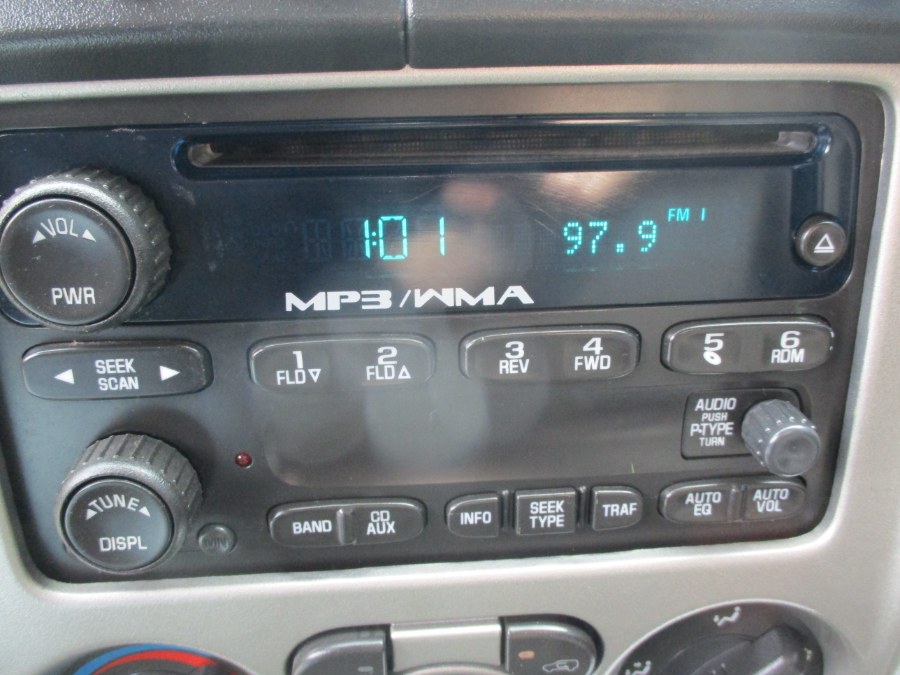 VOL
PWR
1:01
97.9
FM 1
MP3/WMA
SEEK
SCAN
1
FLD
2
FLD
3
REV
4
FWD
5
6
RDM
AUDIO
PUSH
P-TYPE
TURN
TUNE
DISPL
BAND
CD
AUX
INFO
SEEK
TYPE
TRAF
AUTO
EQ
AUTO
VOL